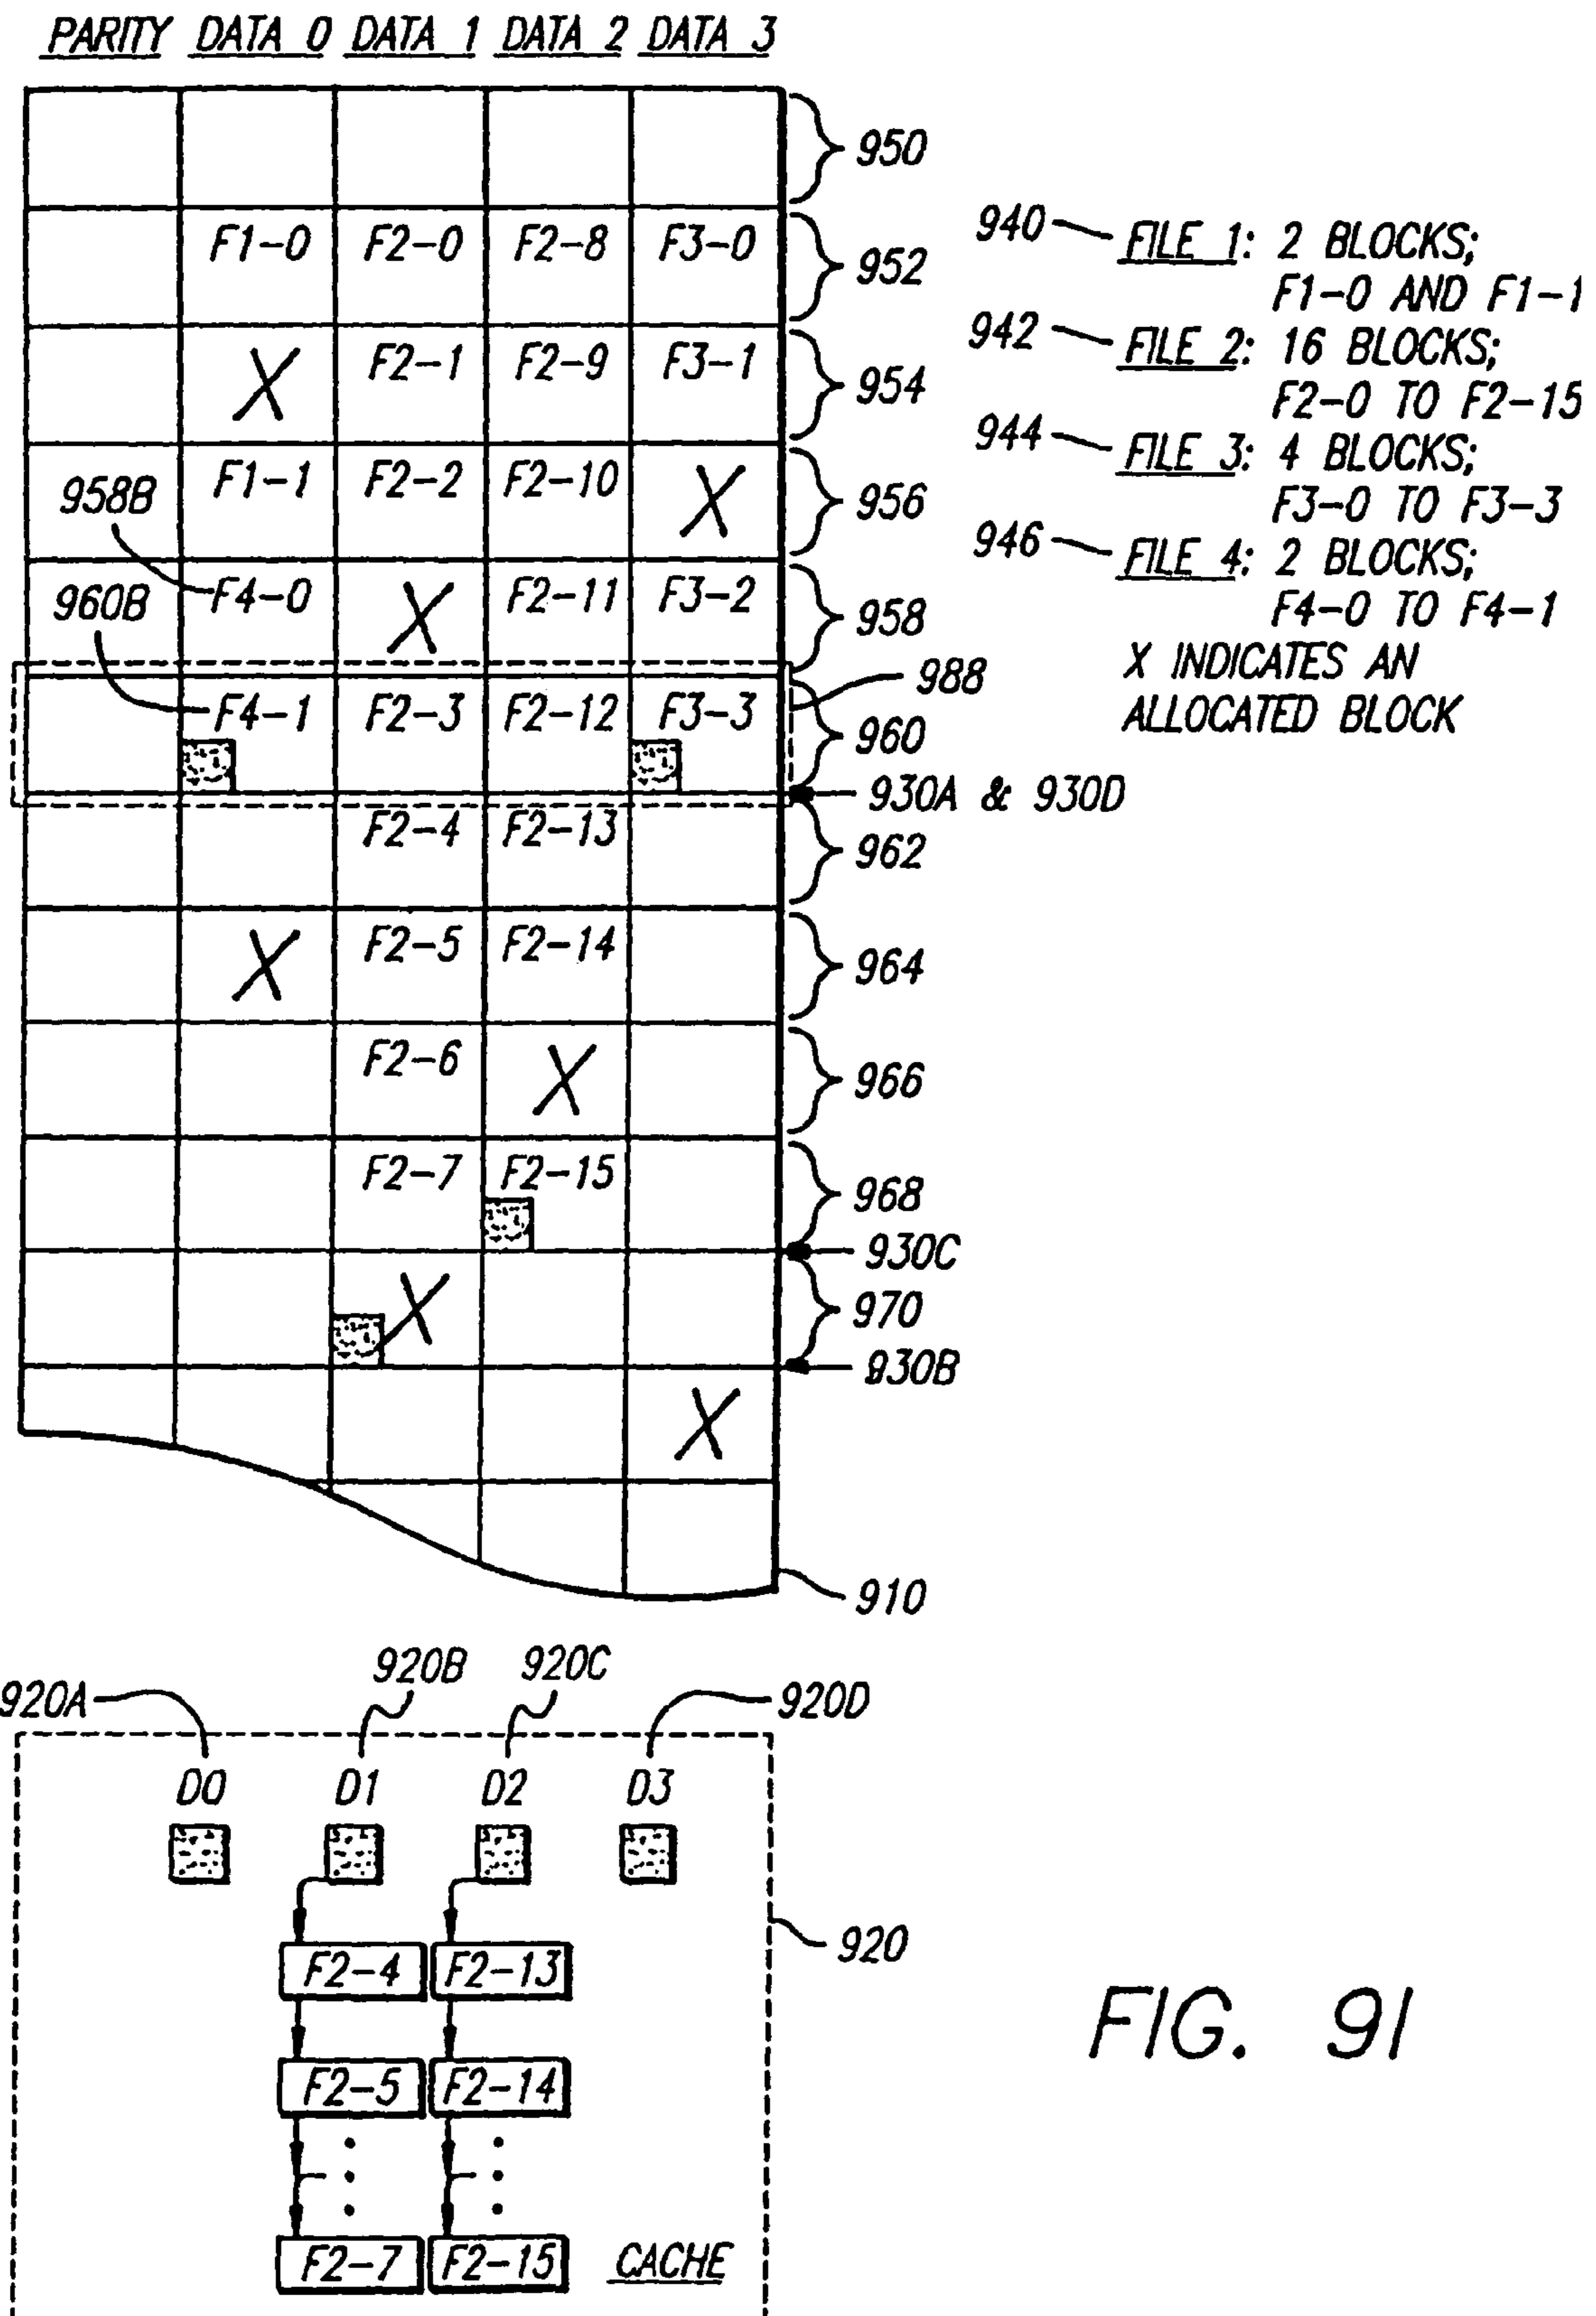 PARITY DATA 0 DATA 1 DATA 2 DATA 3
950
F1-0 F2-0 F2-8 F3-0
952
X F2-1 F2-9 F3-1
954
958B F1-1 F2-2 F2-10 X
956
960B F4-0 X F2-11 F3-2
958
988
F4-1 F2-3 F2-12 F3-3
960
930A & 930D
F2-4 F2-13
962
X F2-5 F2-14
964
F2-6 X
966
F2-7 F2-15
968
930C
X
970
930B
X
910
940 FILE 1: 2 BLOCKS;
F1-0 AND F1-1
942 FILE 2: 16 BLOCKS;
F2-0 TO F2-15
944 FILE 3: 4 BLOCKS;
F3-0 TO F3-3
946 FILE 4: 2 BLOCKS;
F4-0 TO F4-1
X INDICATES AN
ALLOCATED BLOCK
920A 920B 920C 920D
D0 D1 D2 D3
920
F2-4 F2-13
F2-5 F2-14
F2-7 F2-15 CACHE
FIG. 9I